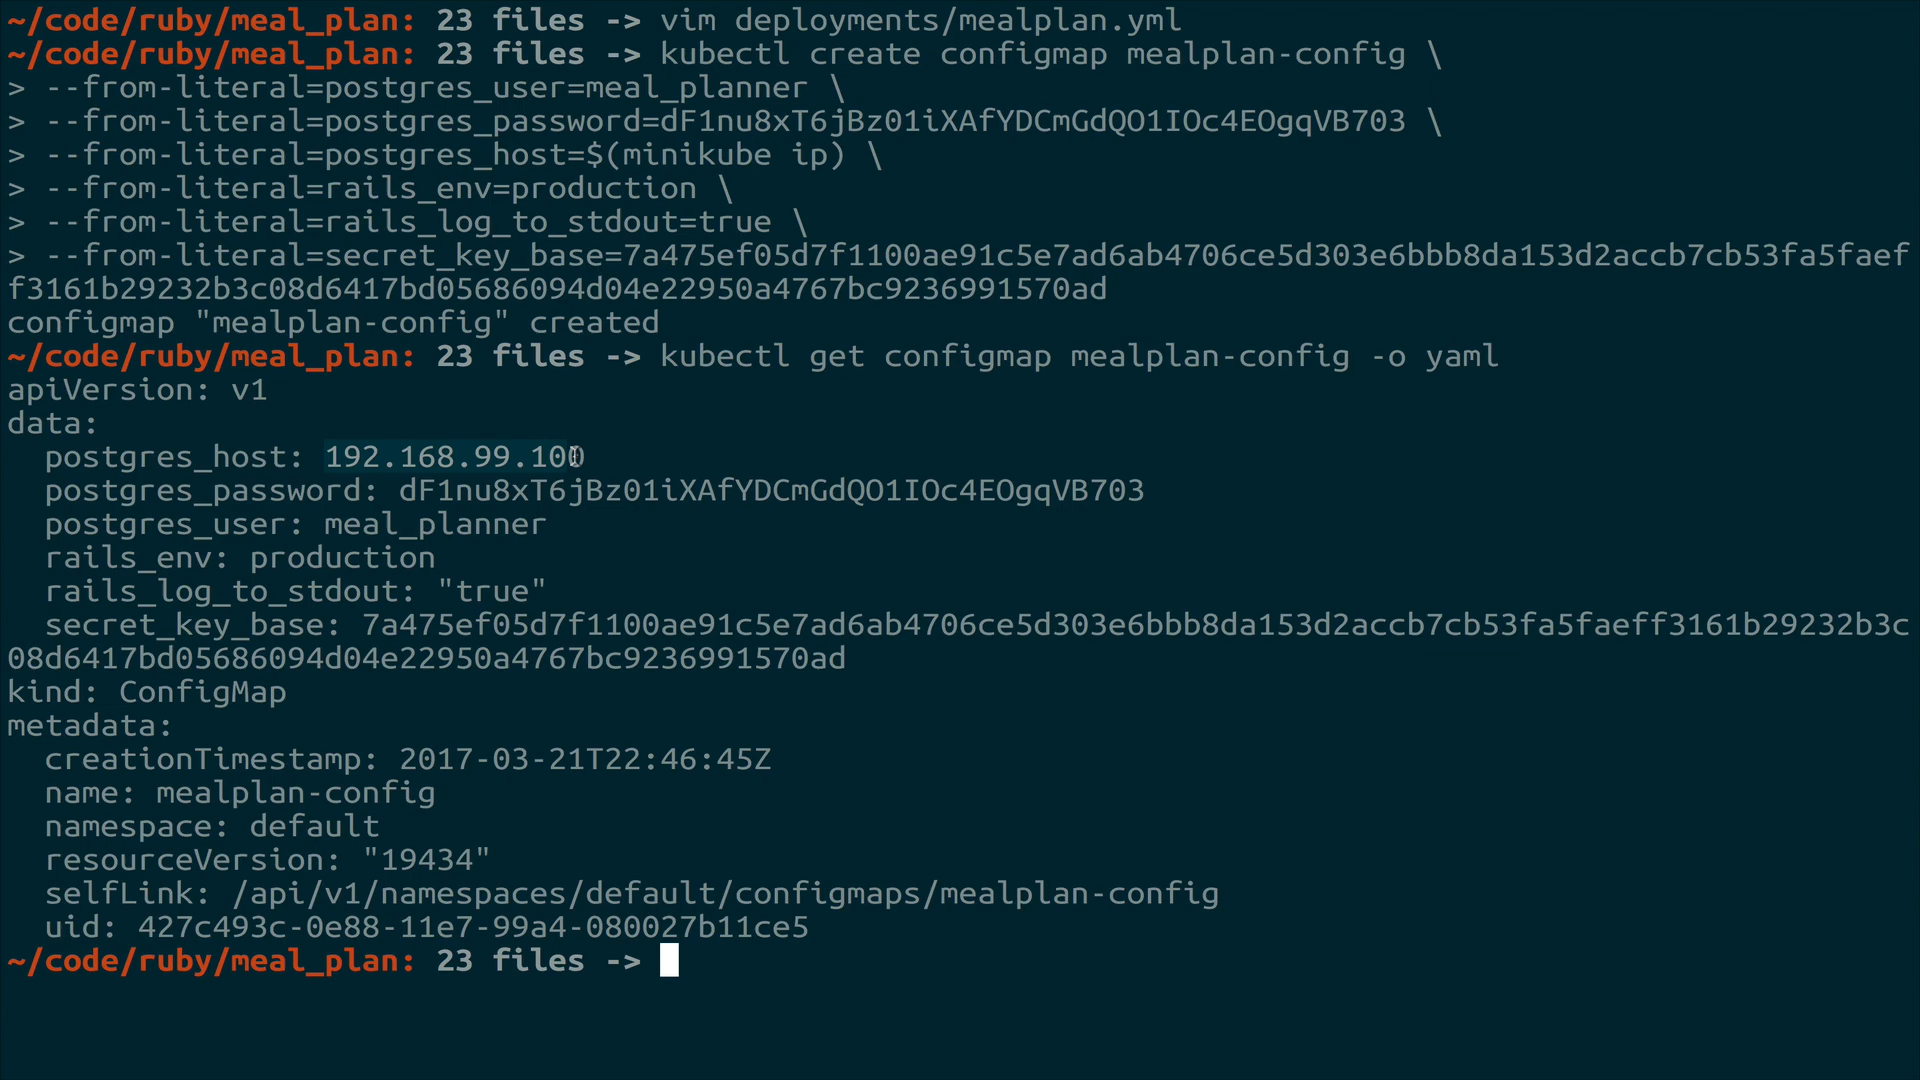 ~/code/ruby/meal_plan: 23 files -> vim deployments/mealplan.yml
~/code/ruby/meal_plan: 23 files -> kubectl create configmap mealplan-config \
> --from-literal=postgres_user=meal_planner \
> --from-literal=postgres_password=dF1nu8xT6jBz01iXAfYDCmGdQO1IOc4EOgqVB703 \
> --from-literal=postgres_host=$(minikube ip) \
> --from-literal=rails_env=production \
> --from-literal=rails_log_to_stdout=true \
> --from-literal=secret_key_base=7a475ef05d7f1100ae91c5e7ad6ab4706ce5d303e6bbb8da153d2accb7cb53fa5faef
f3161b29232b3c08d6417bd05686094d04e22950a4767bc9236991570ad
configmap "mealplan-config" created
~/code/ruby/meal_plan: 23 files -> kubectl get configmap mealplan-config -o yaml
apiVersion: v1
data:
  postgres_host: 192.168.99.100
  postgres_password: dF1nu8xT6jBz01iXAfYDCmGdQO1IOc4EOgqVB703
  postgres_user: meal_planner
  rails_env: production
  rails_log_to_stdout: "true"
  secret_key_base: 7a475ef05d7f1100ae91c5e7ad6ab4706ce5d303e6bbb8da153d2accb7cb53fa5faeff3161b29232b3c
08d6417bd05686094d04e22950a4767bc9236991570ad
kind: ConfigMap
metadata:
  creationTimestamp: 2017-03-21T22:46:45Z
  name: mealplan-config
  namespace: default
  resourceVersion: "19434"
  selfLink: /api/v1/namespaces/default/configmaps/mealplan-config
  uid: 427c493c-0e88-11e7-99a4-080027b11ce5
~/code/ruby/meal_plan: 23 files ->